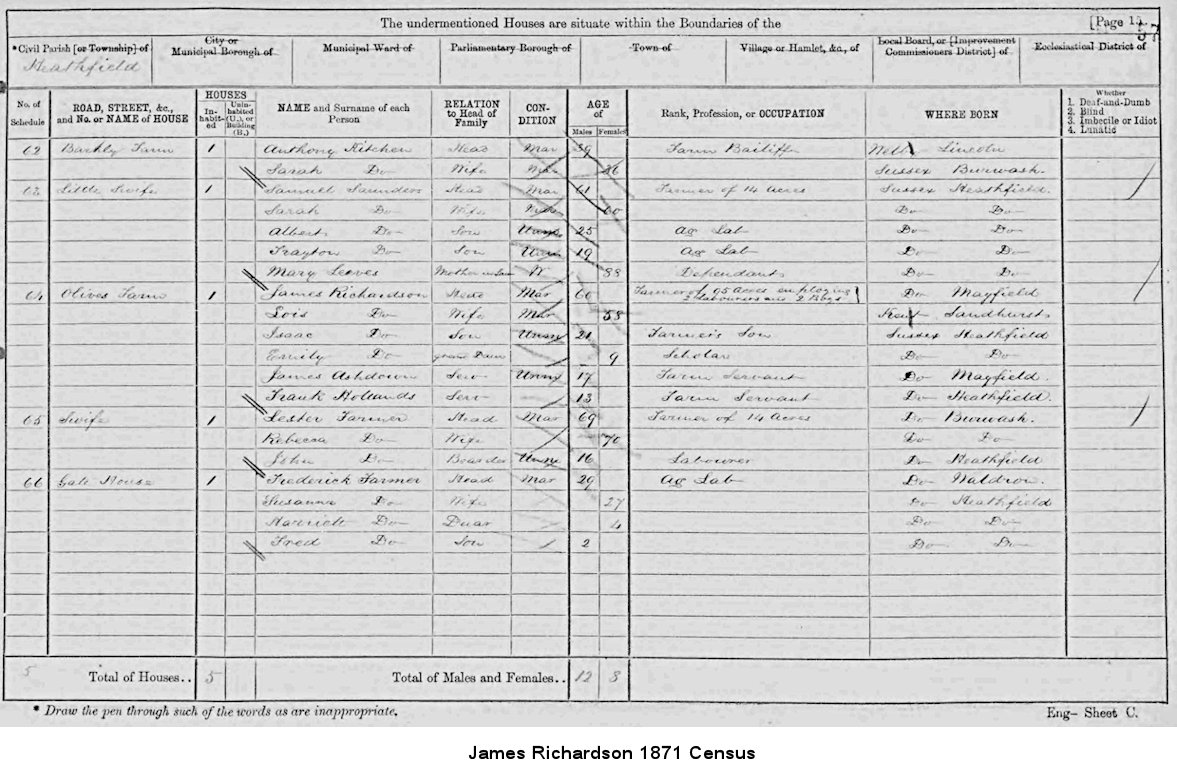 The undermentioned Houses are situate within the Boundaries of the
[Page 13
57
*Civil Parish [or Township] of
City or Municipal Borough of
Municipal Ward of
Parliamentary Borough of
Town of
Village or Hamlet, &c., of
Local Board, or [Improvement Commissioners District] of
Ecclesiastical District of
Heathfield
No. of Schedule
ROAD, STREET, &c., and No. or NAME of HOUSE
HOUSES
In-habit-ed
Unin-habited (U.), or Building (B.)
NAME and Surname of each Person
RELATION to Head of Family
CON-DITION
AGE of
Males Females
Rank, Profession, or OCCUPATION
WHERE BORN
Whether
1. Deaf-and-Dumb
2. Blind
3. Imbecile or Idiot
4. Lunatic
62 Farm 1 Anthony Kitchen Head Mar 39 Farm Bailiff Lincoln
Sarah Do Wife 36 Sussex Burwash
63 Little Swife 1 Samuel Saunders Head Mar 61 Farmer of 14 Acres Sussex Heathfield
Sarah Do Wife 60 Do Do
Albert Do Son Unm 25 Ag Lab Do Do
Trayton Do Son Unm 19 Ag Lab Do Do
Mary Leeves Mother in Law W 88 Dependant Do Do
64 Olives Farm 1 James Richardson Head Mar 60 Farmer of 95 Acres employing 2 Labourers and 2 Boys Do Mayfield
Lois Do Wife Mar 58 Kent Sandhurst
Isaac Do Son Unm 21 Farmers Son Sussex Heathfield
Emily Do Grand Daur 9 Scholar Do Do
James Ashdown Serv Unm 17 Farm Servant Do Mayfield
Frank Hollands Serv 13 Farm Servant Do Heathfield
65 Swife 1 Lester Farmer Head Mar 69 Farmer of 14 Acres Do Burwash
Rebecca Do Wife 70 Do Do
John Do Boarder Unm 16 Labourer Do Heathfield
66 Gate House 1 Frederick Farmer Head Mar 29 Ag Lab Do Waldron
Susanna Do Wife 27 Do Heathfield
Harriett Do Daur 4 Do Do
Fred Do Son 2 Do Do
5 Total of Houses.. 5 Total of Males and Females.. 12 8
* Draw the pen through such of the words as are inappropriate.
Eng- Sheet C.
James Richardson 1871 Census